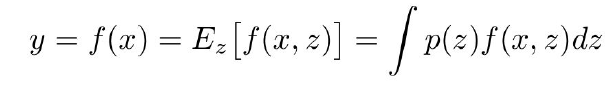 y = f(x) = E_z[f(x, z)] = ∫ p(z)f(x, z)dz